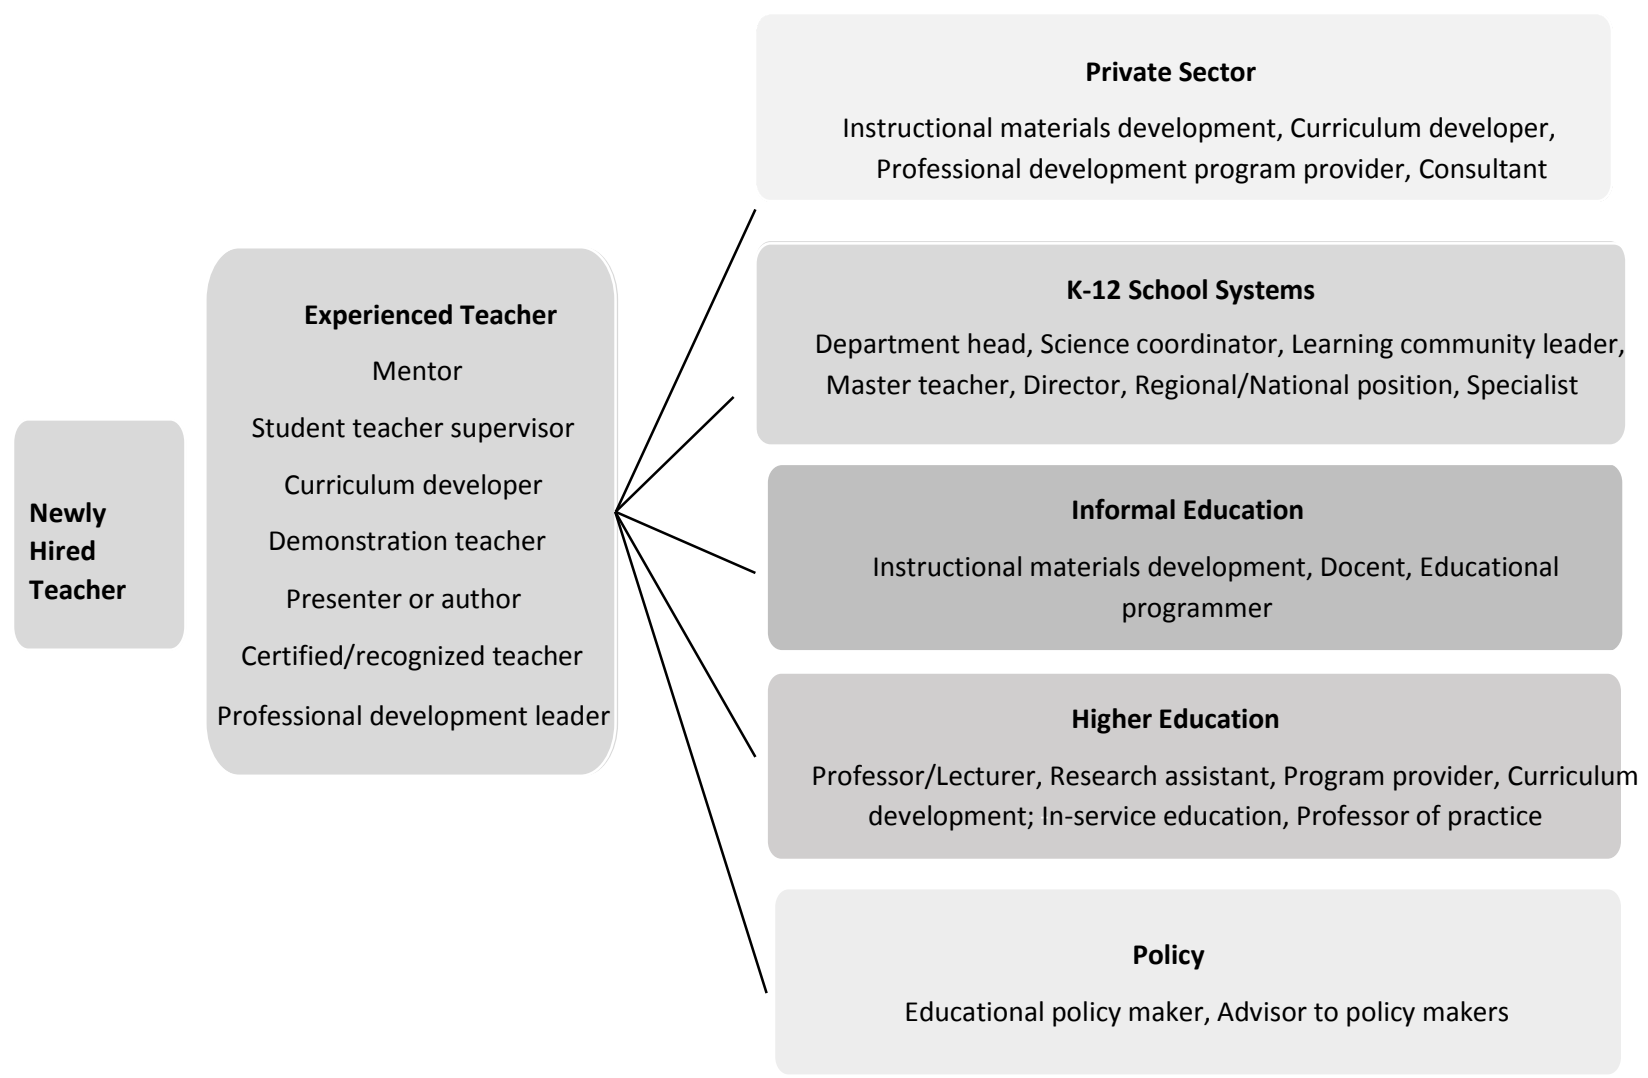 Newly
Hired
Teacher
Experienced Teacher
Mentor
Student teacher supervisor
Curriculum developer
Demonstration teacher
Presenter or author
Certified/recognized teacher
Professional development leader
Private Sector
Instructional materials development, Curriculum developer,
Professional development program provider, Consultant
K-12 School Systems
Department head, Science coordinator, Learning community leader,
Master teacher, Director, Regional/National position, Specialist
Informal Education
Instructional materials development, Docent, Educational
programmer
Higher Education
Professor/Lecturer, Research assistant, Program provider, Curriculum
development; In-service education, Professor of practice
Policy
Educational policy maker, Advisor to policy makers